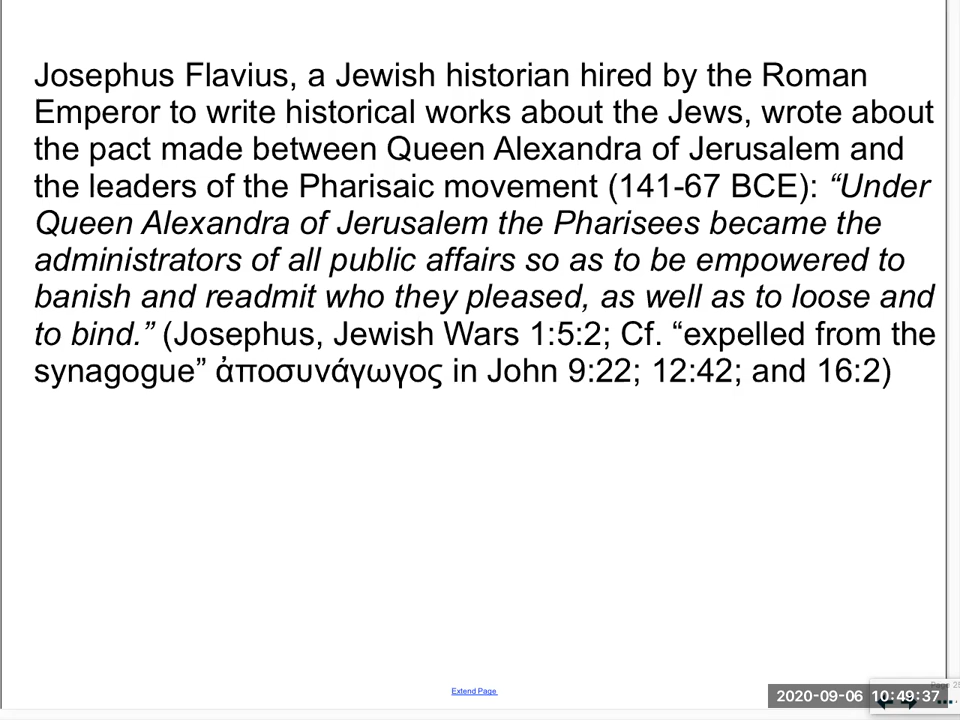 Josephus Flavius, a Jewish historian hired by the Roman
Emperor to write historical works about the Jews, wrote about
the pact made between Queen Alexandra of Jerusalem and
the leaders of the Pharisaic movement (141-67 BCE): “Under
Queen Alexandra of Jerusalem the Pharisees became the
administrators of all public affairs so as to be empowered to
banish and readmit who they pleased, as well as to loose and
to bind.” (Josephus, Jewish Wars 1:5:2; Cf. “expelled from the
synagogue” ἀποσυνάγωγος in John 9:22; 12:42; and 16:2)
Extend Page
2020-09-06 10:49:37